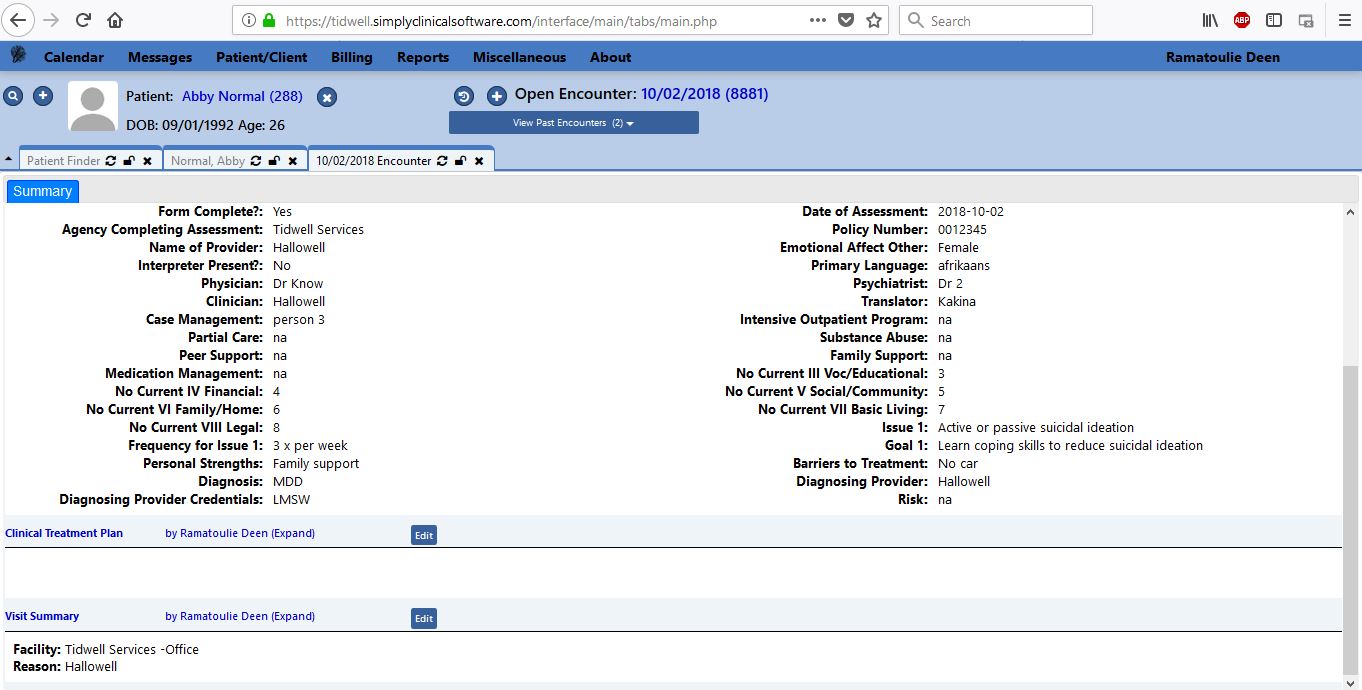 https://tidwell.simplyclinicalsoftware.com/interface/main/tabs/main.php
Search
ABP
Calendar Messages Patient/Client Billing Reports Miscellaneous About Ramatoulie Deen
Patient: Abby Normal (288)
DOB: 09/01/1992 Age: 26
Open Encounter: 10/02/2018 (8881)
View Past Encounters (2)
Patient Finder Normal, Abby 10/02/2018 Encounter
Summary
Form Complete?: Yes Date of Assessment: 2018-10-02
Agency Completing Assessment: Tidwell Services Policy Number: 0012345
Name of Provider: Hallowell Emotional Affect Other: Female
Interpreter Present?: No Primary Language: afrikaans
Physician: Dr Know Psychiatrist: Dr 2
Clinician: Hallowell Translator: Kakina
Case Management: person 3 Intensive Outpatient Program: na
Partial Care: na Substance Abuse: na
Peer Support: na Family Support: na
Medication Management: na No Current III Voc/Educational: 3
No Current IV Financial: 4 No Current V Social/Community: 5
No Current VI Family/Home: 6 No Current VII Basic Living: 7
No Current VIII Legal: 8 Issue 1: Active or passive suicidal ideation
Frequency for Issue 1: 3 x per week Goal 1: Learn coping skills to reduce suicidal ideation
Personal Strengths: Family support Barriers to Treatment: No car
Diagnosis: MDD Diagnosing Provider: Hallowell
Diagnosing Provider Credentials: LMSW Risk: na
Clinical Treatment Plan by Ramatoulie Deen (Expand) Edit
Visit Summary by Ramatoulie Deen (Expand) Edit
Facility: Tidwell Services -Office
Reason: Hallowell